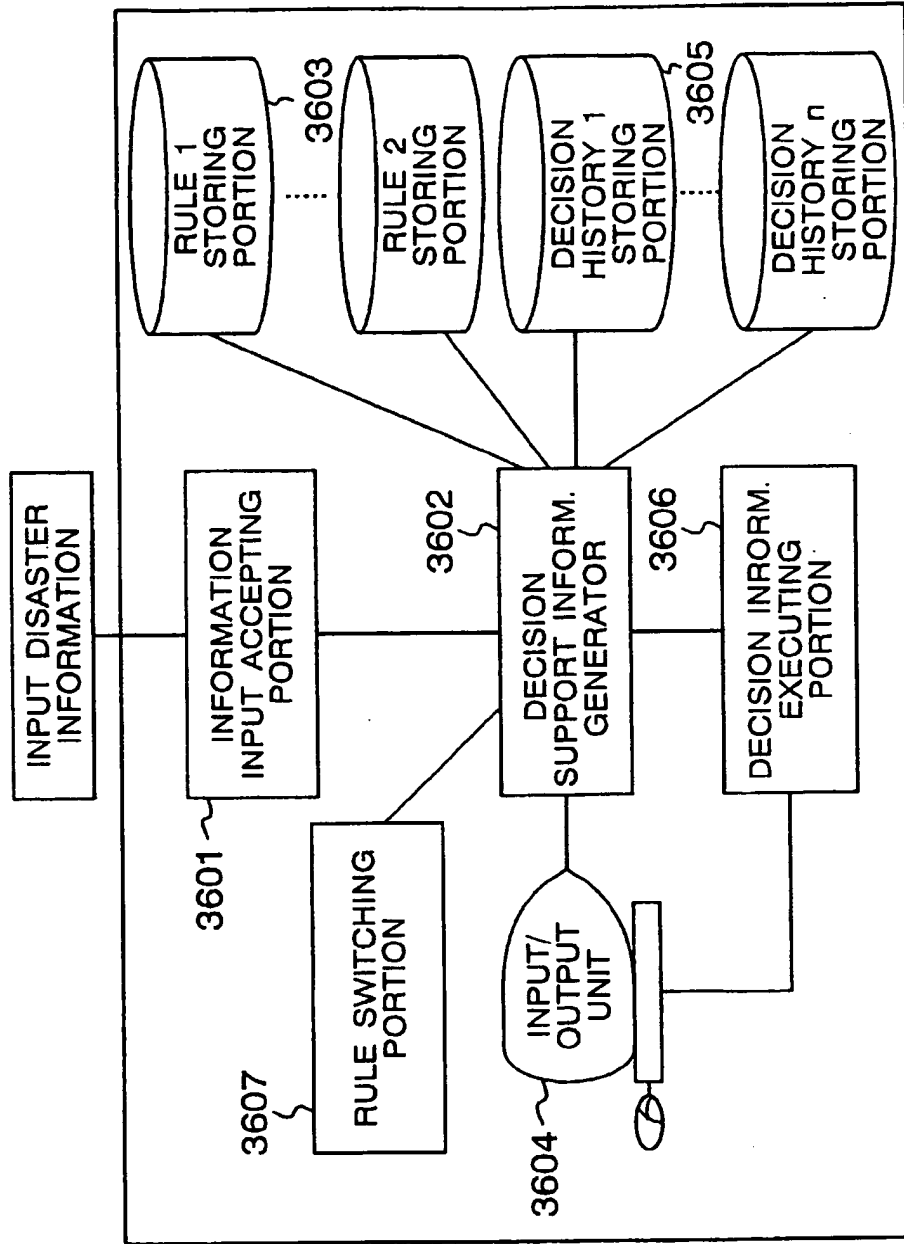 INPUT DISASTER
INFORMATION
3601
INFORMATION
INPUT ACCEPTING
PORTION
3607
RULE SWITCHING
PORTION
3602
DECISION
SUPPORT INFORM.
GENERATOR
3604
INPUT/
OUTPUT
UNIT
3606
DECISION INRORM.
EXECUTING
PORTION
RULE 1
STORING
PORTION
3603
RULE 2
STORING
PORTION
DECISION
HISTORY 1
STORING
PORTION
3605
DECISION
HISTORY n
STORING
PORTION